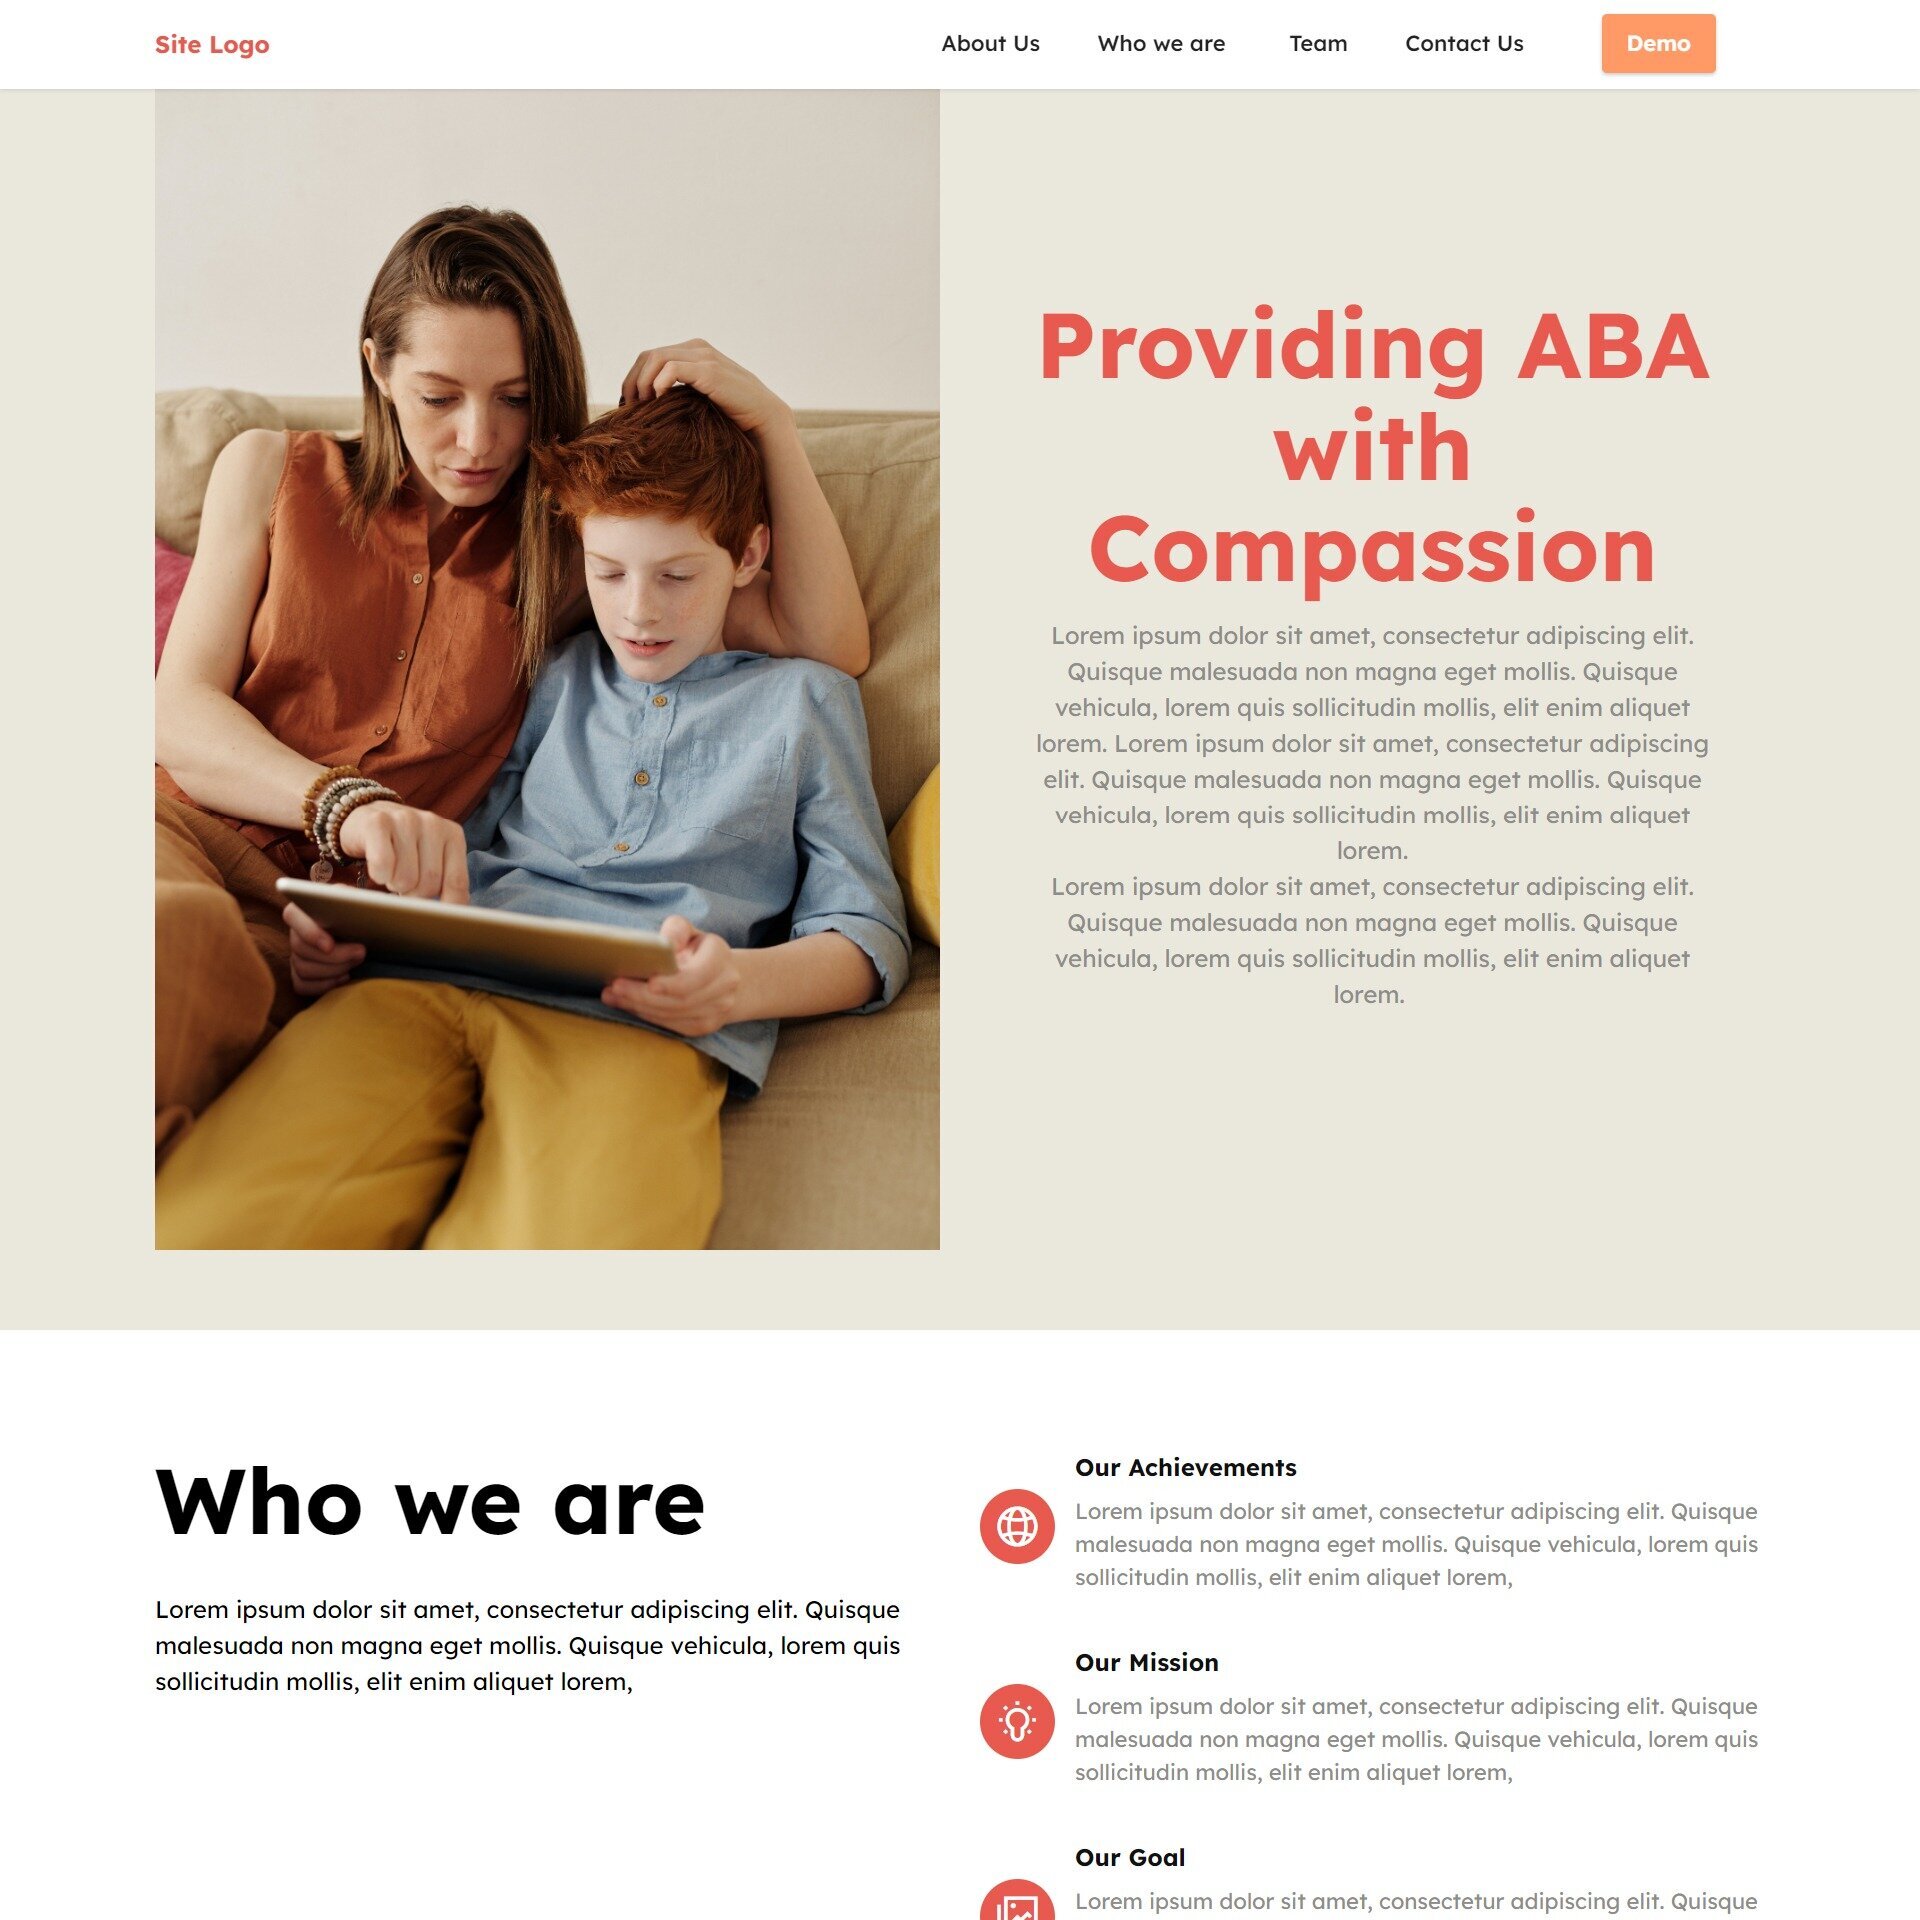 Site Logo
About Us
Who we are
Team
Contact Us
Demo
Providing ABA
with
Compassion
Lorem ipsum dolor sit amet, consectetur adipiscing elit.
Quisque malesuada non magna eget mollis. Quisque
vehicula, lorem quis sollicitudin mollis, elit enim aliquet
lorem. Lorem ipsum dolor sit amet, consectetur adipiscing
elit. Quisque malesuada non magna eget mollis. Quisque
vehicula, lorem quis sollicitudin mollis, elit enim aliquet
lorem.
Lorem ipsum dolor sit amet, consectetur adipiscing elit.
Quisque malesuada non magna eget mollis. Quisque
vehicula, lorem quis sollicitudin mollis, elit enim aliquet
lorem.
Who we are
Lorem ipsum dolor sit amet, consectetur adipiscing elit. Quisque
malesuada non magna eget mollis. Quisque vehicula, lorem quis
sollicitudin mollis, elit enim aliquet lorem,
Our Achievements
Lorem ipsum dolor sit amet, consectetur adipiscing elit. Quisque
malesuada non magna eget mollis. Quisque vehicula, lorem quis
sollicitudin mollis, elit enim aliquet lorem,
Our Mission
Lorem ipsum dolor sit amet, consectetur adipiscing elit. Quisque
malesuada non magna eget mollis. Quisque vehicula, lorem quis
sollicitudin mollis, elit enim aliquet lorem,
Our Goal
Lorem ipsum dolor sit amet, consectetur adipiscing elit. Quisque